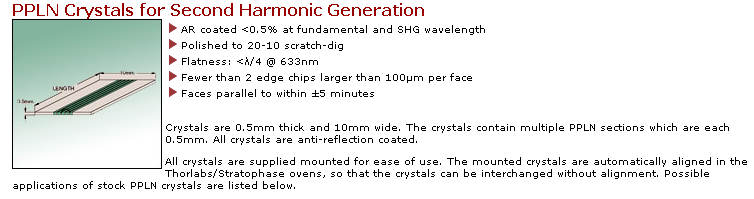 PPLN Crystals for Second Harmonic Generation
AR coated <0.5% at fundamental and SHG wavelength
Polished to 20-10 scratch-dig
Flatness: <λ/4 @ 633nm
Fewer than 2 edge chips larger than 100µm per face
Faces parallel to within ±5 minutes
LENGTH
10mm
0.5mm
Crystals are 0.5mm thick and 10mm wide. The crystals contain multiple PPLN sections which are each
0.5mm. All crystals are anti-reflection coated.
All crystals are supplied mounted for ease of use. The mounted crystals are automatically aligned in the
Thorlabs/Stratophase ovens, so that the crystals can be interchanged without alignment. Possible
applications of stock PPLN crystals are listed below.